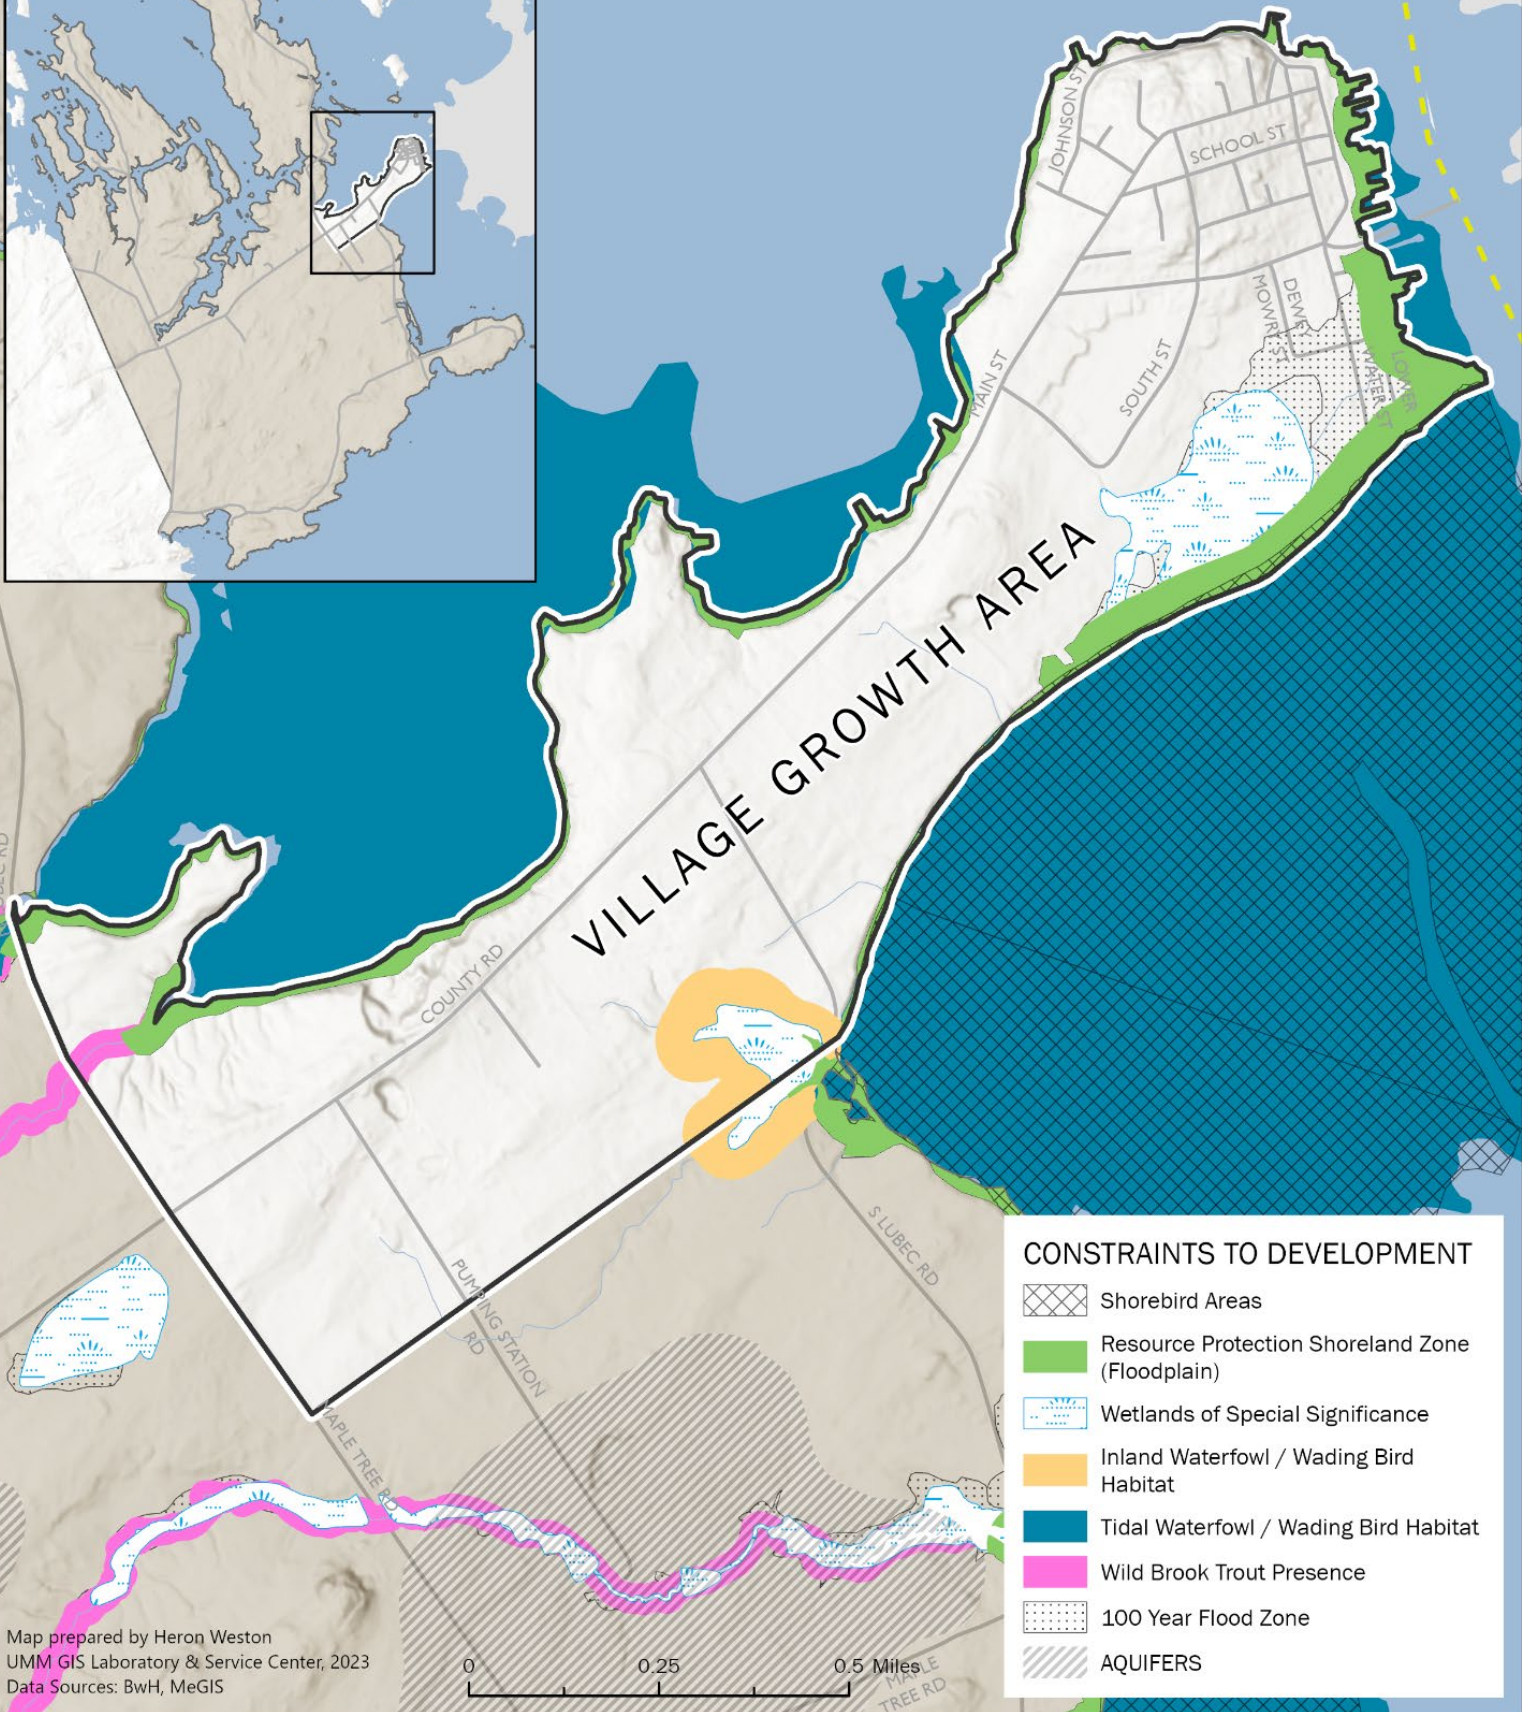 JOHNSON ST
SCHOOL ST
DEWEY
MOWRY ST
LOWER
WATER ST
SOUTH ST
MAIN ST
VILLAGE GROWTH AREA
COUNTY RD
S LUBEC RD
PUMPING STATION
RD
MAPLE TREE RD
MAPLE
TREE RD
CONSTRAINTS TO DEVELOPMENT
Shorebird Areas
Resource Protection Shoreland Zone
(Floodplain)
Wetlands of Special Significance
Inland Waterfowl / Wading Bird
Habitat
Tidal Waterfowl / Wading Bird Habitat
Wild Brook Trout Presence
100 Year Flood Zone
AQUIFERS
Map prepared by Heron Weston
UMM GIS Laboratory & Service Center, 2023
Data Sources: BwH, MeGIS
0 0.25 0.5 Miles